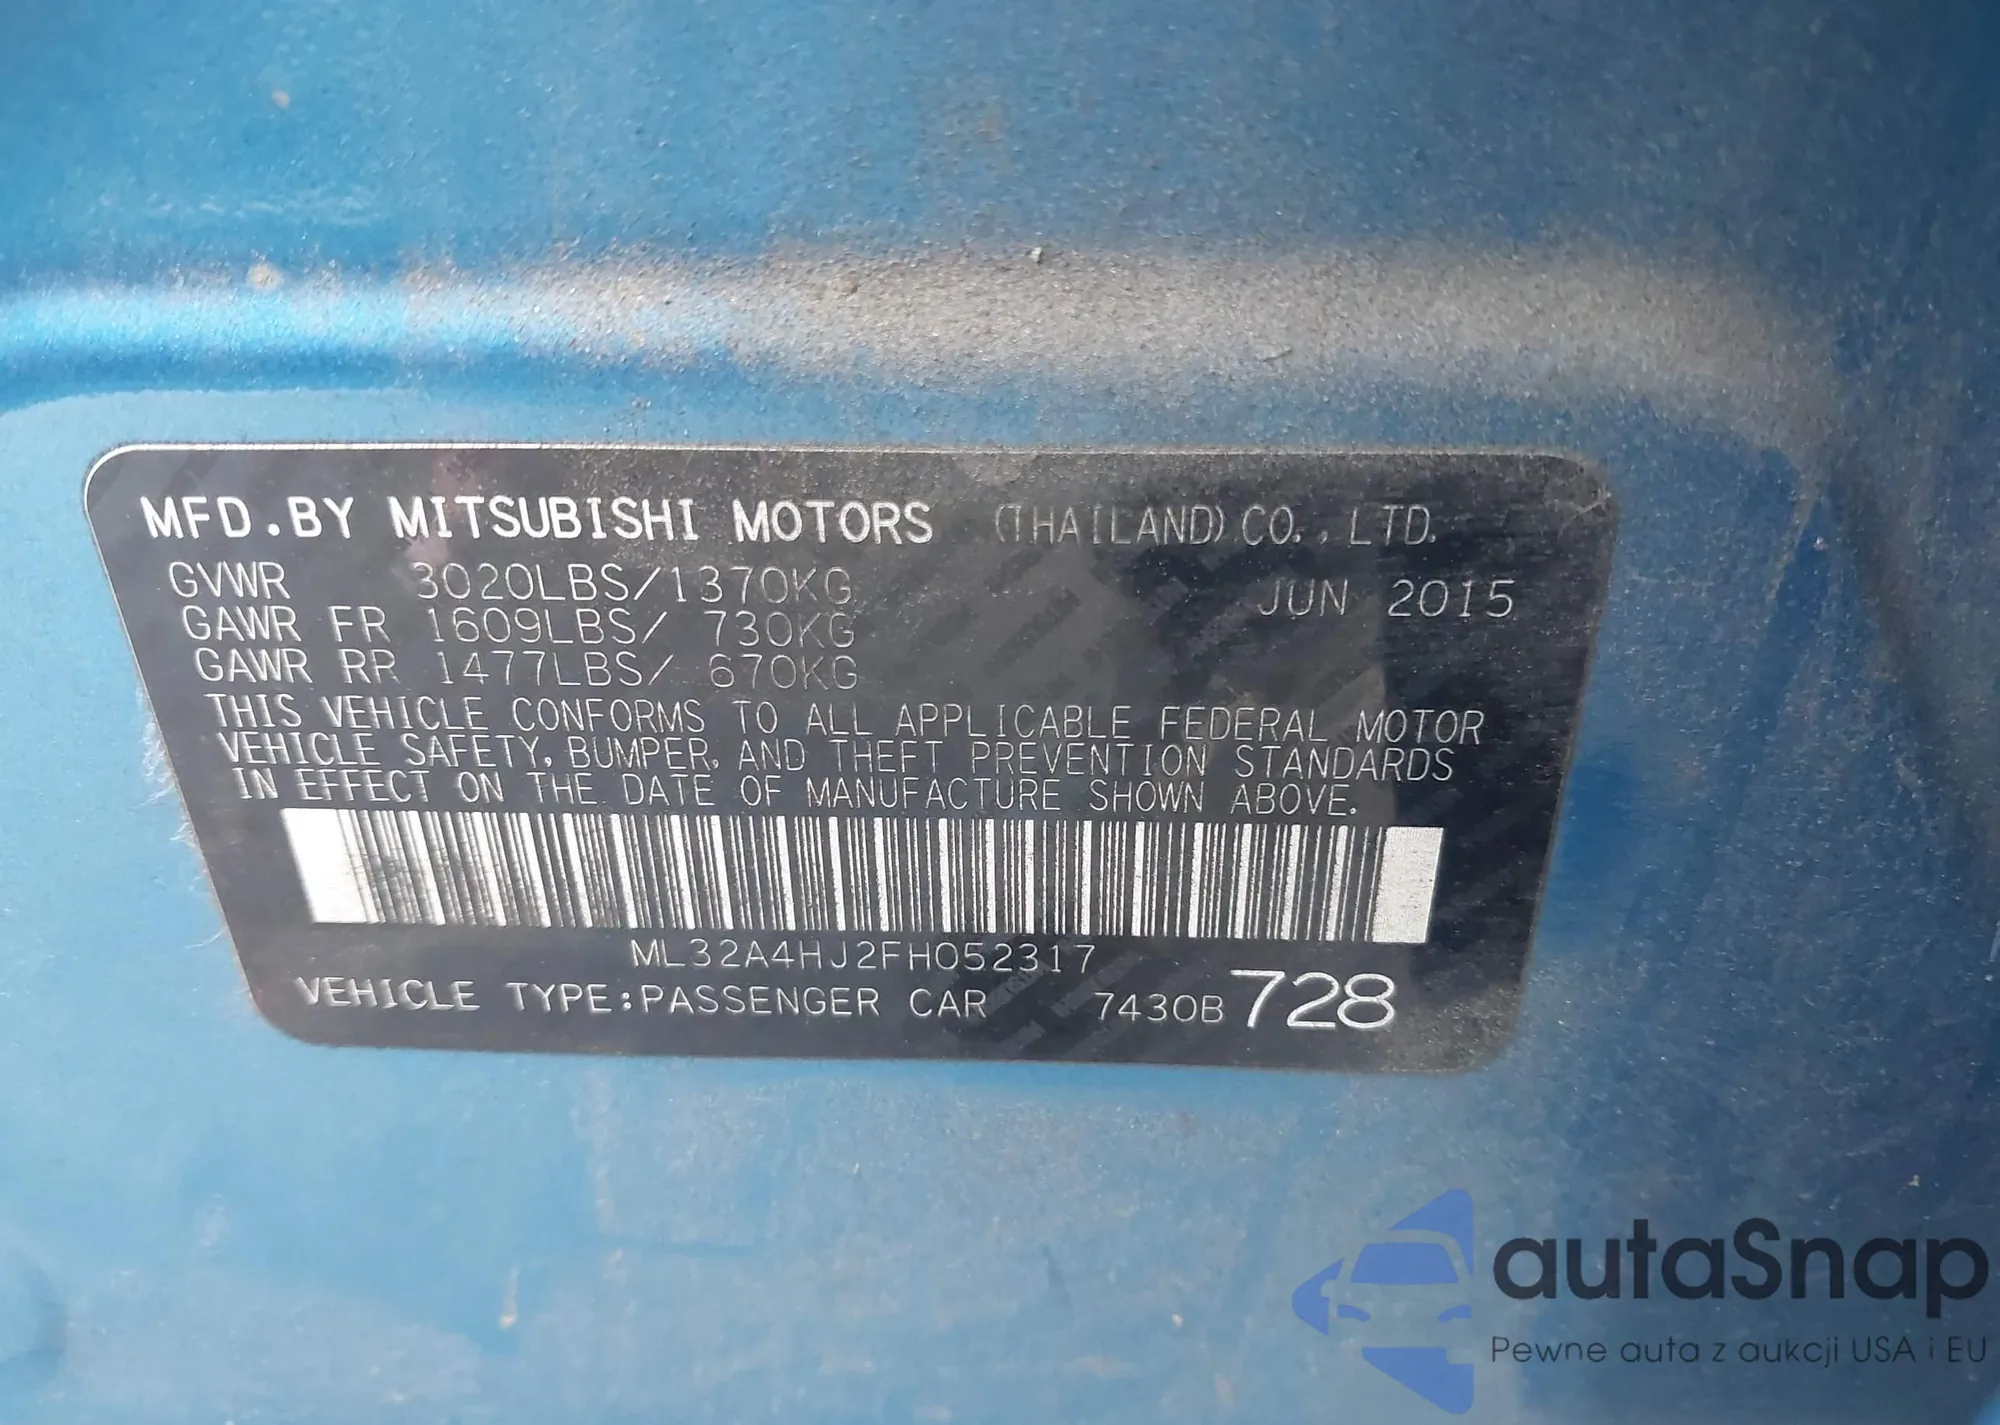 MFD.BY MITSUBISHI MOTORS (THAILAND)CO.,LTD.
GVWR 3020LBS/1370KG JUN 2015
GAWR FR 1609LBS/ 730KG
GAWR RR 1477LBS/ 670KG
THIS VEHICLE CONFORMS TO ALL APPLICABLE FEDERAL MOTOR
VEHICLE SAFETY, BUMPER, AND THEFT PREVENTION STANDARDS
IN EFFECT ON THE DATE OF MANUFACTURE SHOWN ABOVE.
ML32A4HJ2FH052317
VEHICLE TYPE:PASSENGER CAR 7430B 728
autaSnap
Pewne auta z aukcji USA i EU